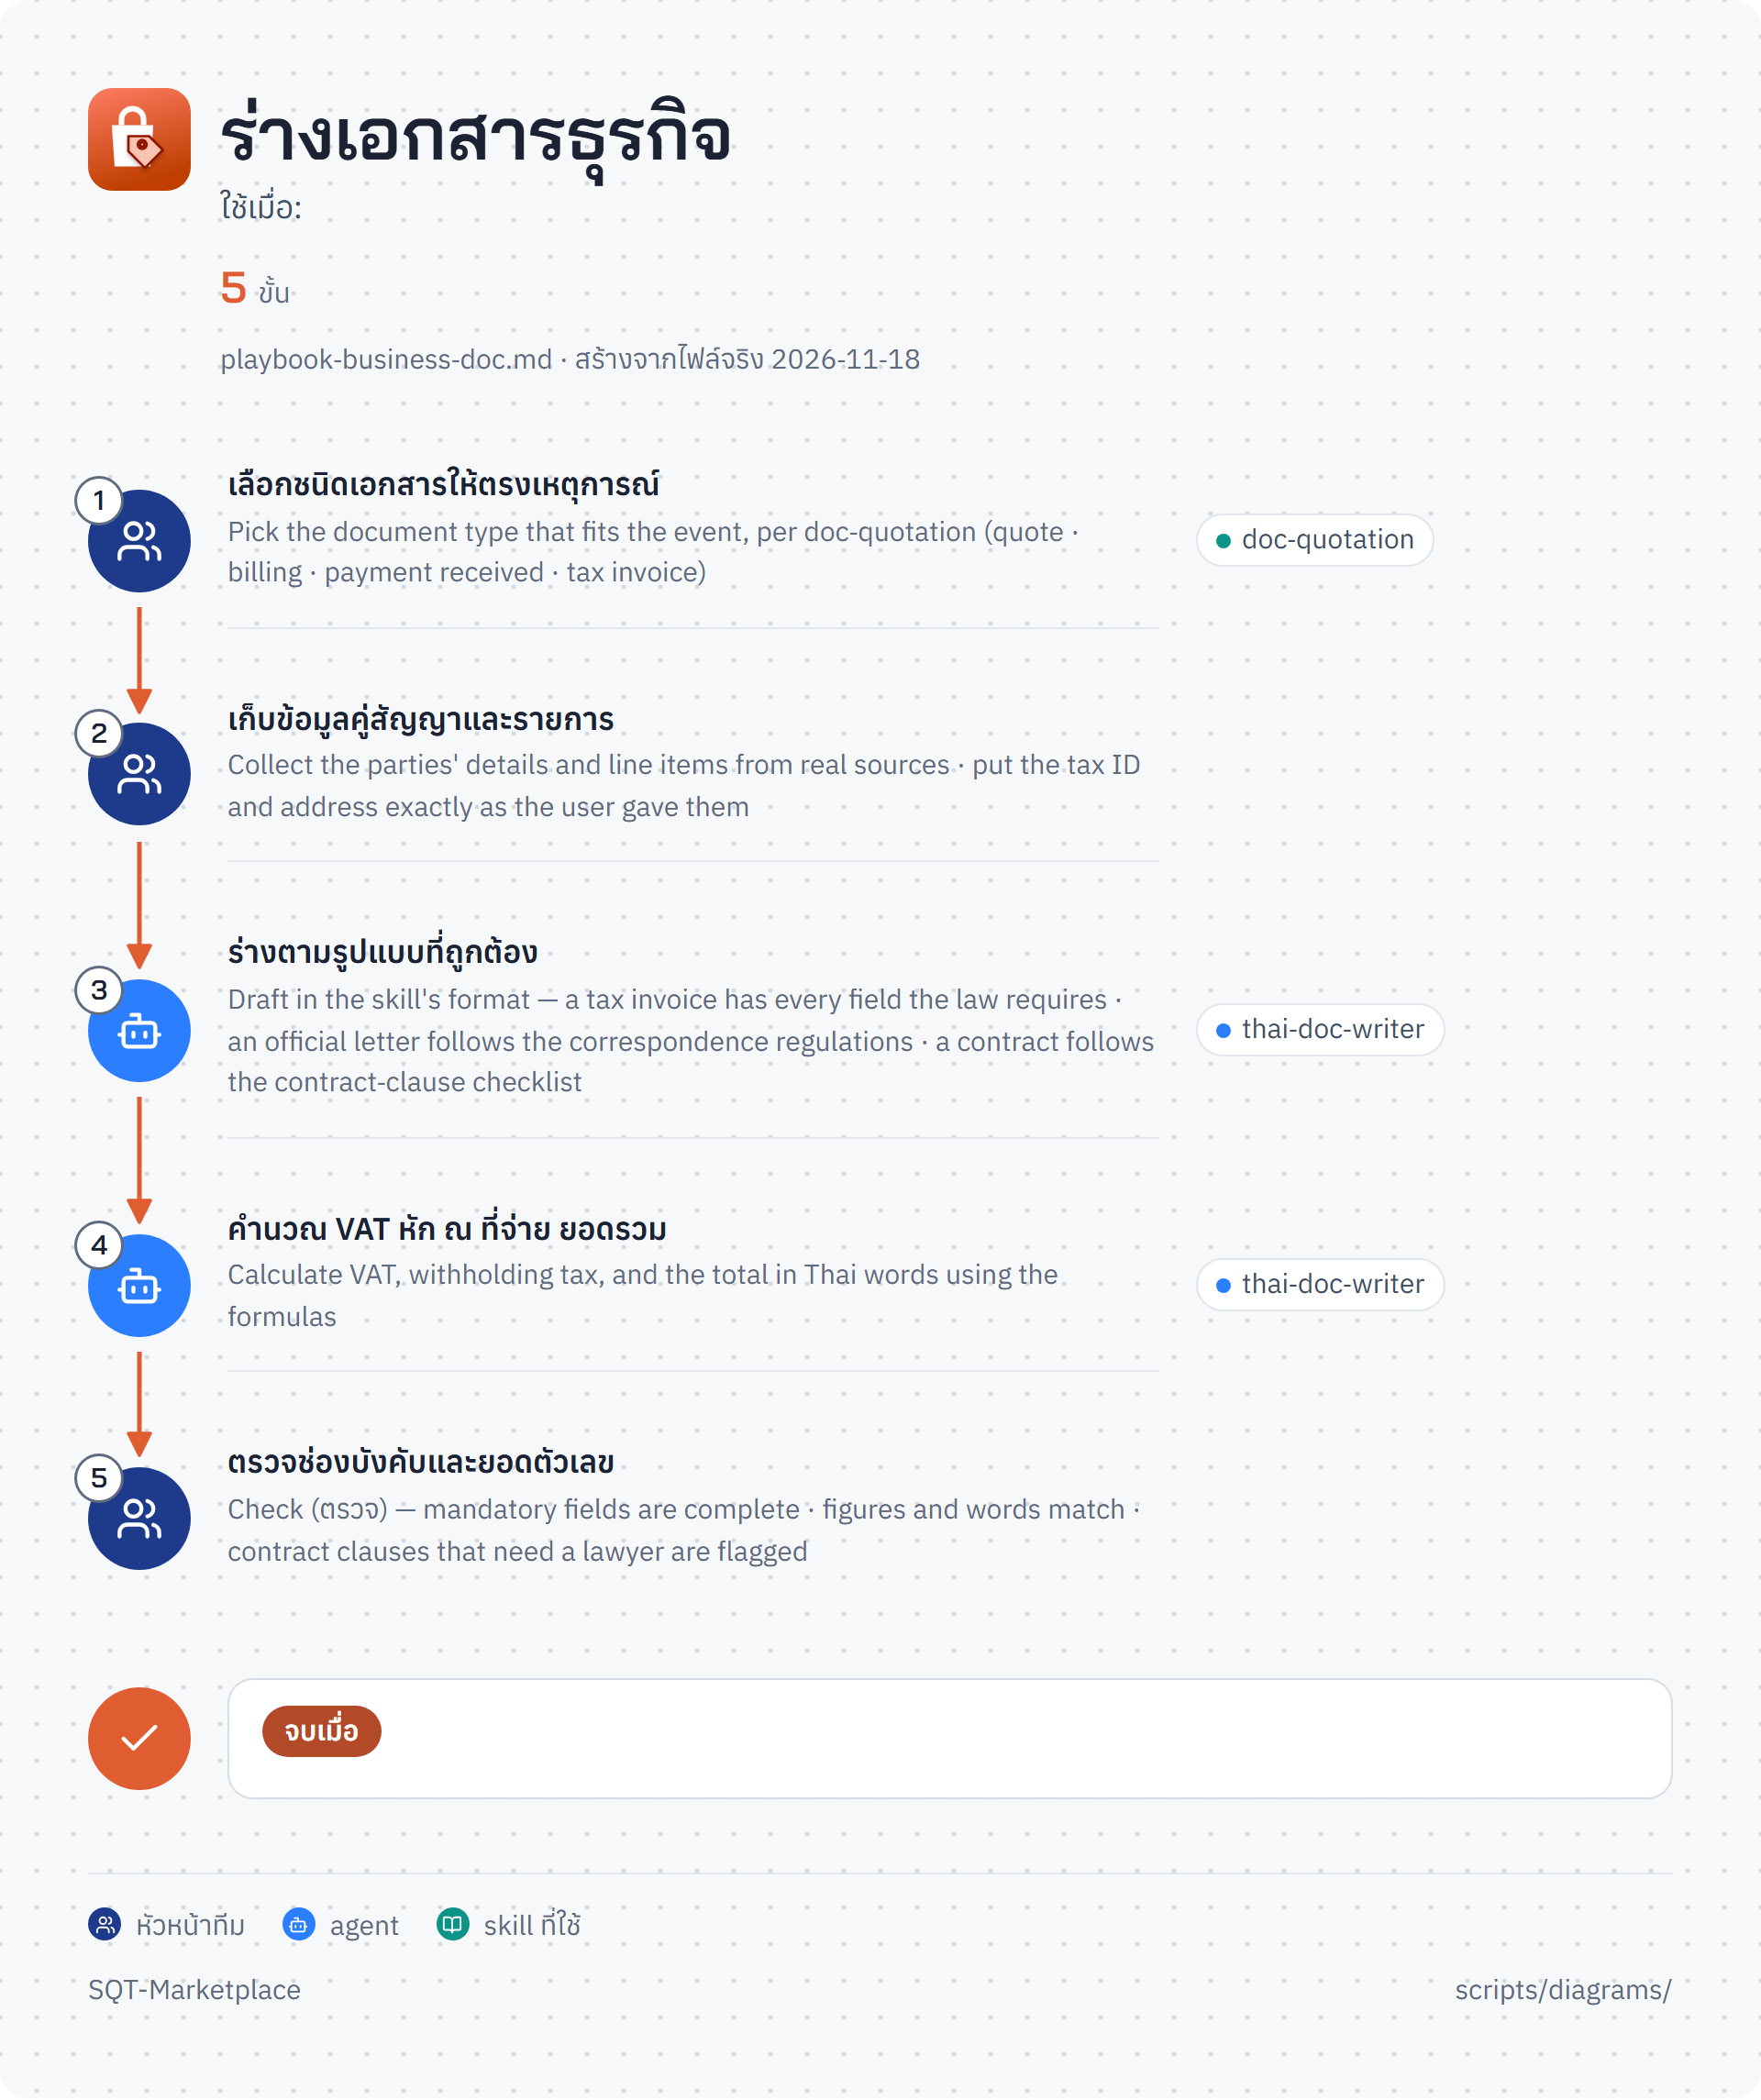 ร่างเอกสารธุรกิจ
ใช้เมื่อ:
5 ขั้น
playbook-business-doc.md · สร้างจากไฟล์จริง 2026-11-18
1
เลือกชนิดเอกสารให้ตรงเหตุการณ์
Pick the document type that fits the event, per doc-quotation (quote ·
billing · payment received · tax invoice)
doc-quotation
2
เก็บข้อมูลคู่สัญญาและรายการ
Collect the parties' details and line items from real sources · put the tax ID
and address exactly as the user gave them
3
ร่างตามรูปแบบที่ถูกต้อง
Draft in the skill's format — a tax invoice has every field the law requires ·
an official letter follows the correspondence regulations · a contract follows
the contract-clause checklist
thai-doc-writer
4
คำนวณ VAT หัก ณ ที่จ่าย ยอดรวม
Calculate VAT, withholding tax, and the total in Thai words using the
formulas
thai-doc-writer
5
ตรวจช่องบังคับและยอดตัวเลข
Check (ตรวจ) — mandatory fields are complete · figures and words match ·
contract clauses that need a lawyer are flagged
จบเมื่อ
หัวหน้าทีม agent skill ที่ใช้
SQT-Marketplace scripts/diagrams/